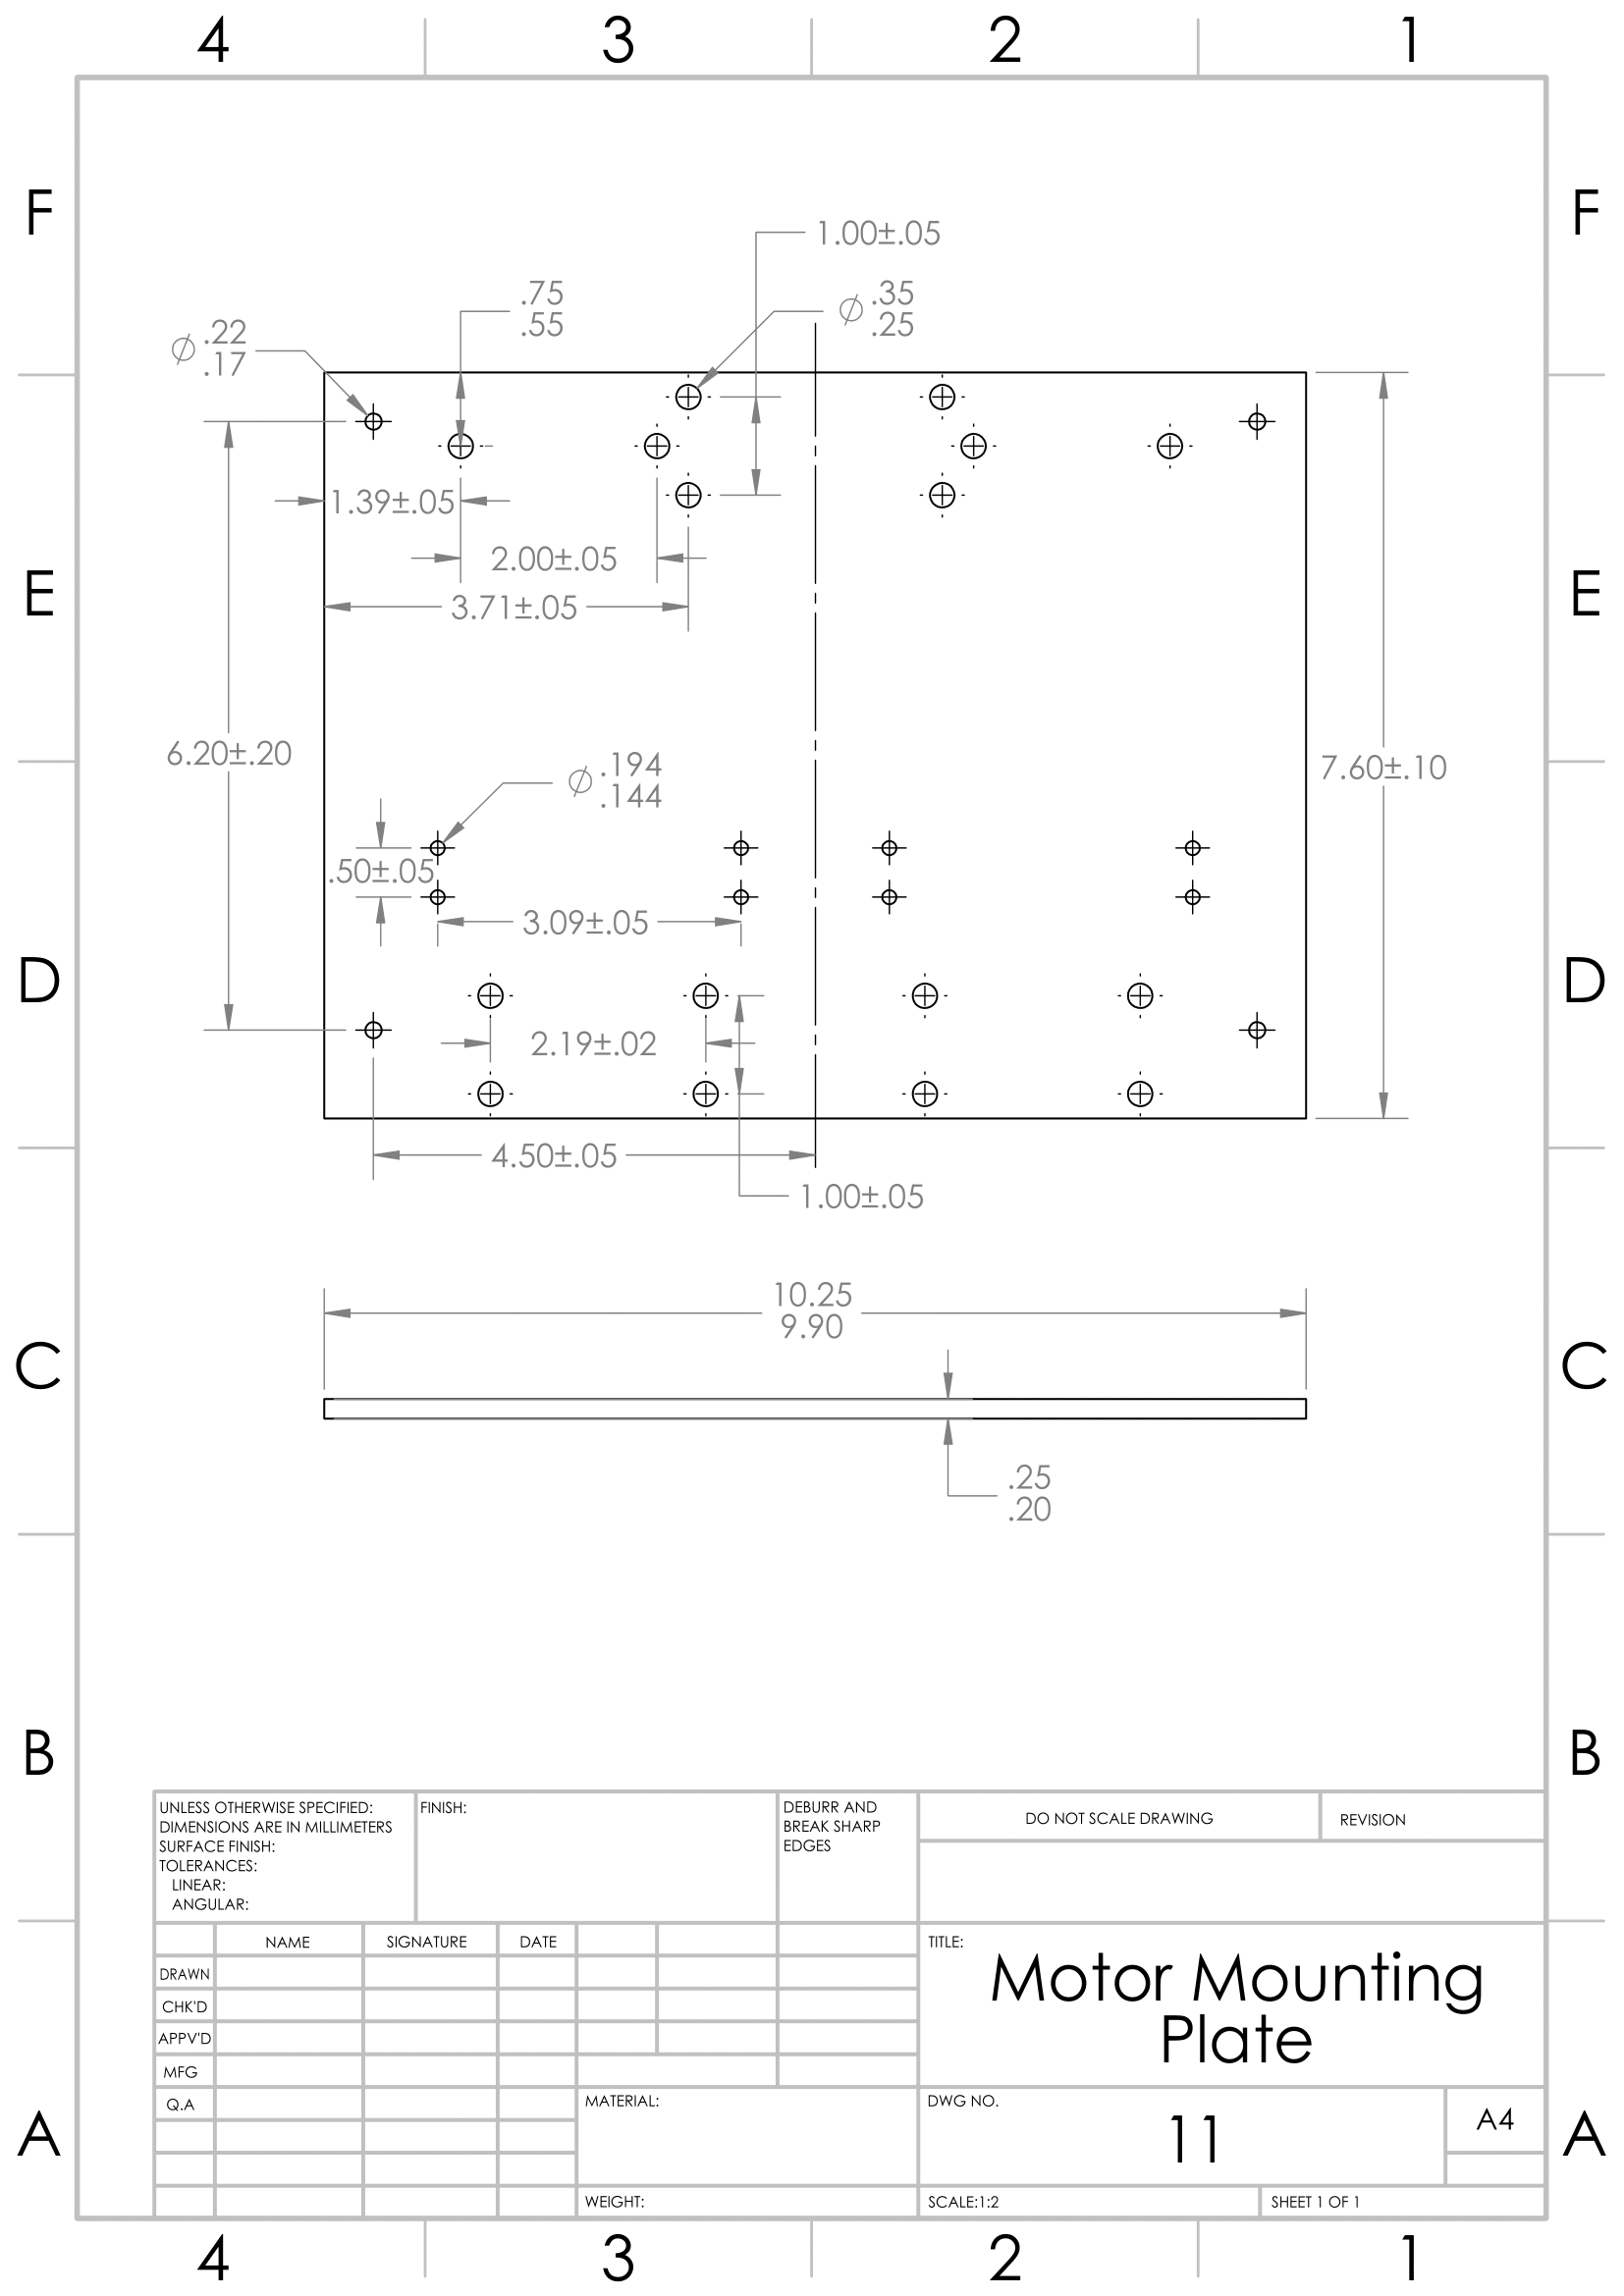 4 3 2 1
F F
1.00±.05
.75
.55
⌀ .35
.25
⌀ .22
.17
1.39±.05
2.00±.05
3.71±.05
E E
6.20±.20
⌀ .194
.144
7.60±.10
.50±.05
3.09±.05
D D
2.19±.02
4.50±.05
1.00±.05
10.25
9.90
C C
.25
.20
B B
UNLESS OTHERWISE SPECIFIED:
DIMENSIONS ARE IN MILLIMETERS
SURFACE FINISH:
TOLERANCES:
LINEAR:
ANGULAR:
FINISH:
DEBURR AND
BREAK SHARP
EDGES
DO NOT SCALE DRAWING
REVISION
NAME SIGNATURE DATE
DRAWN
CHK'D
APPV'D
MFG
Q.A
TITLE:
Motor Mounting
Plate
MATERIAL:
DWG NO.
11
A4
A A
WEIGHT:
SCALE:1:2
SHEET 1 OF 1
4 3 2 1